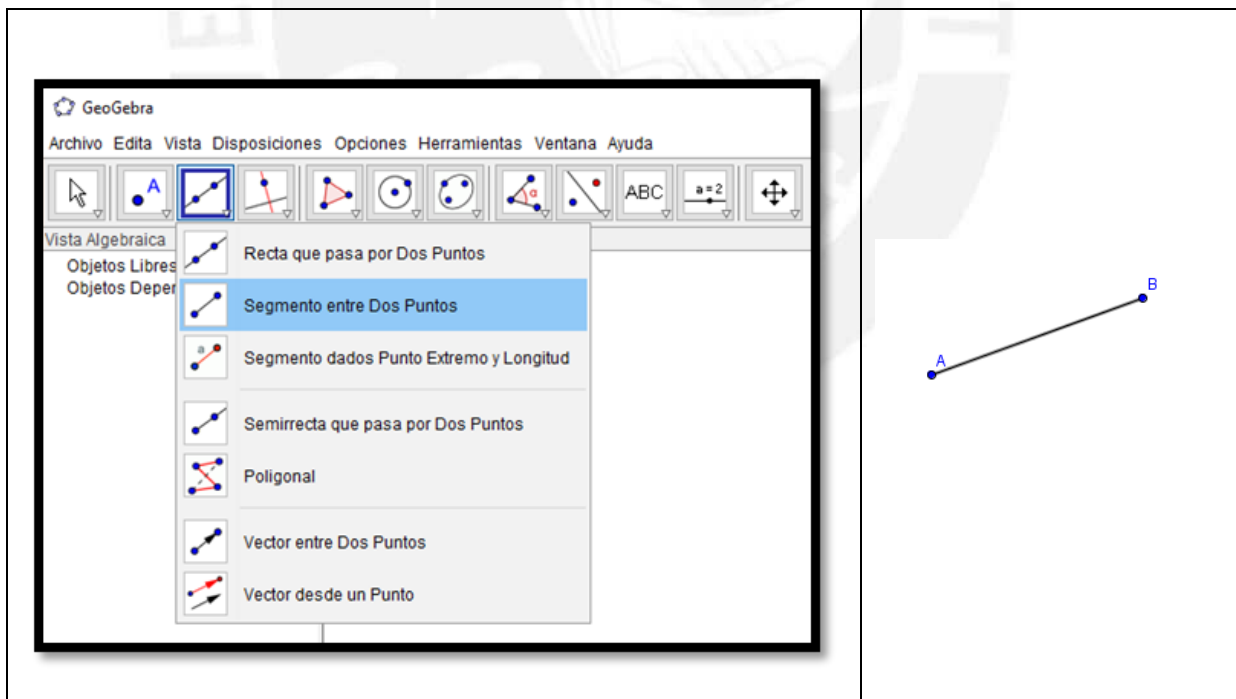 GeoGebra
Archivo Edita Vista Disposiciones Opciones Herramientas Ventana Ayuda
A
α
ABC
a=2
Vista Algebraica
Objetos Libres
Objetos Deper
Recta que pasa por Dos Puntos
Segmento entre Dos Puntos
a
Segmento dados Punto Extremo y Longitud
Semirrecta que pasa por Dos Puntos
Poligonal
Vector entre Dos Puntos
Vector desde un Punto
B
A